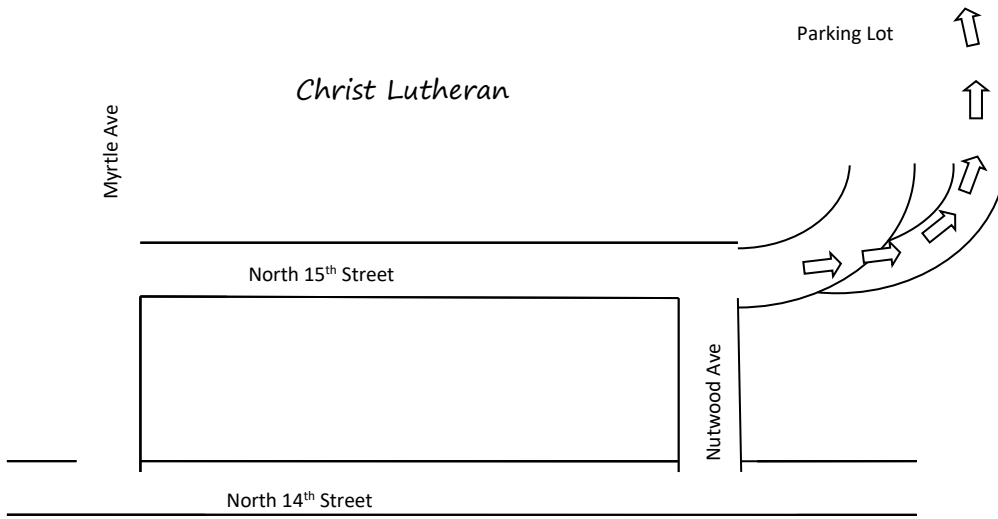 Parking Lot
Christ Lutheran
Myrtle Ave
North 15th Street
Nutwood Ave
North 14th Street